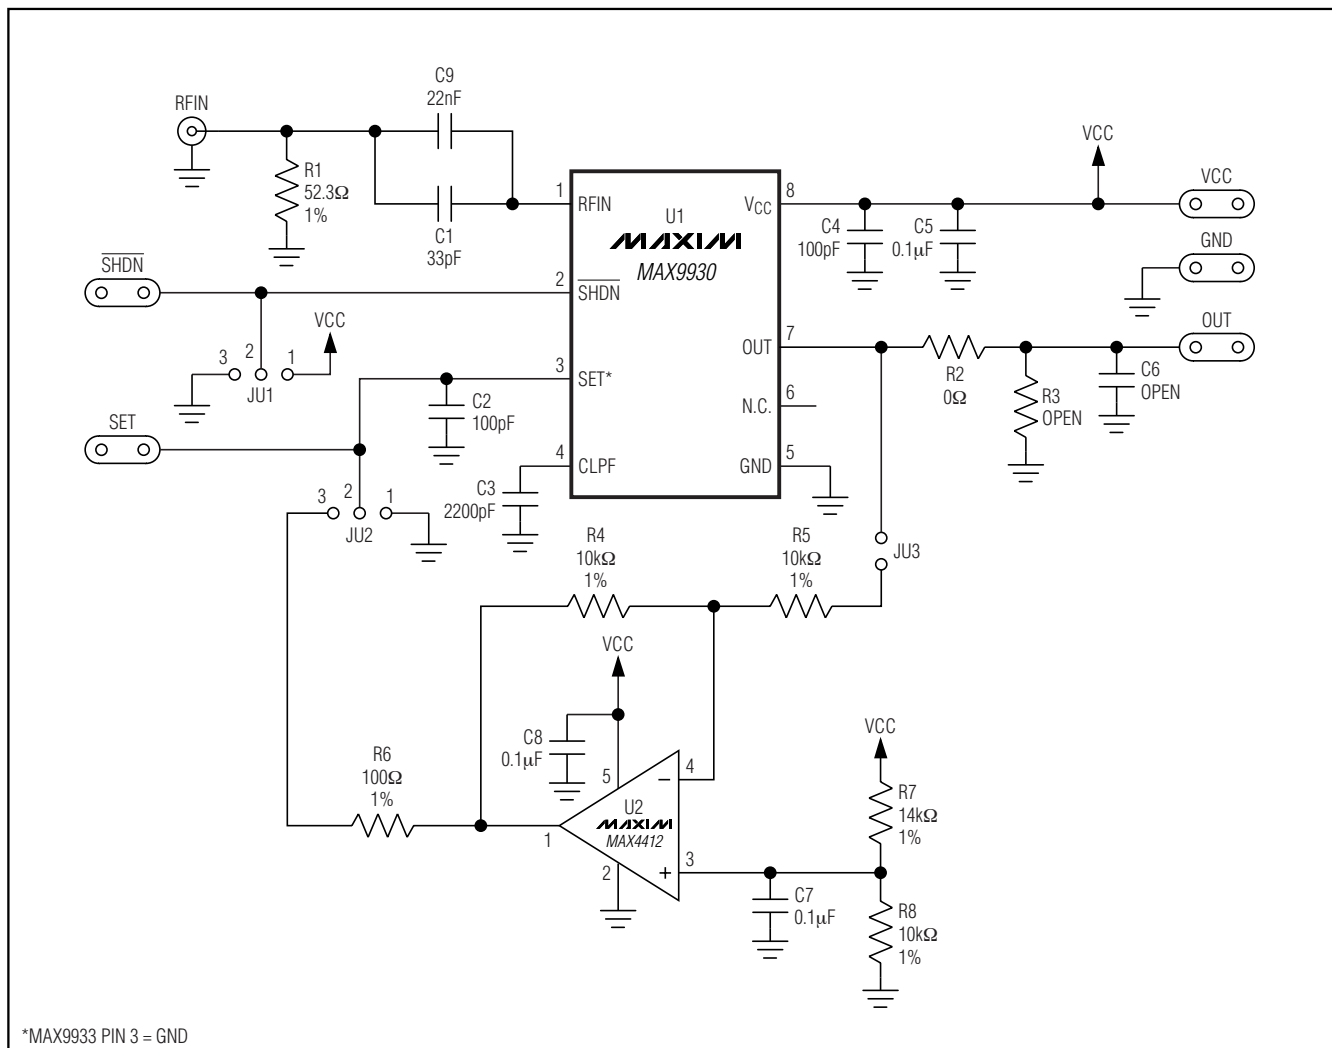 RFIN
C9
22nF
R1
52.3Ω
1%
C1
33pF
1
RFIN
U1
MAXIM
MAX9930
VCC
8
C4
100pF
C5
0.1µF
VCC
VCC
GND
SHDN
2
SHDN
VCC
3
2
1
JU1
3
SET*
C2
100pF
SET
4
CLPF
C3
2200pF
3
2
1
JU2
OUT
7
R2
0Ω
R3
OPEN
C6
OPEN
OUT
N.C.
6
GND
5
JU3
R4
10kΩ
1%
R5
10kΩ
1%
VCC
C8
0.1µF
R6
100Ω
1%
5
4
–
U2
MAXIM
MAX4412
1
2
+
3
C7
0.1µF
VCC
R7
14kΩ
1%
R8
10kΩ
1%
*MAX9933 PIN 3 = GND